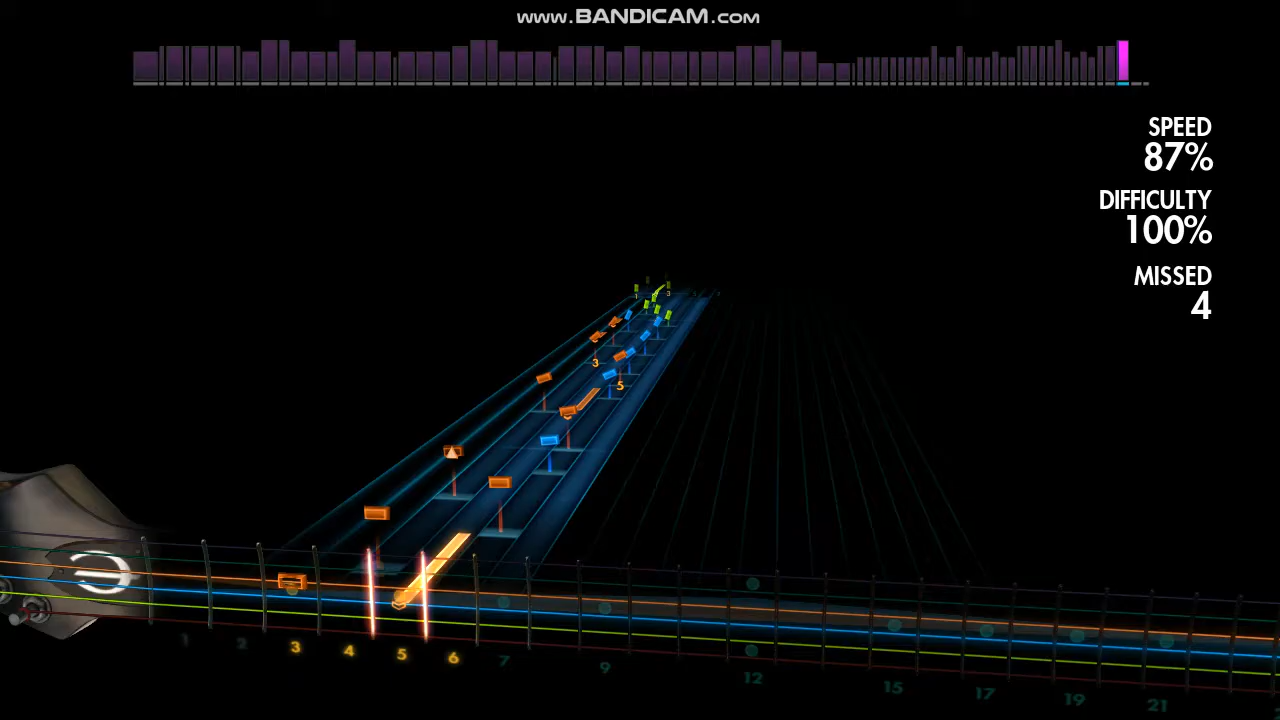 www.BANDICAM.com
SPEED
87%
DIFFICULTY
100%
MISSED
4
3
5
1 2 3 4 5 6 7 9 12 15 17 19 21